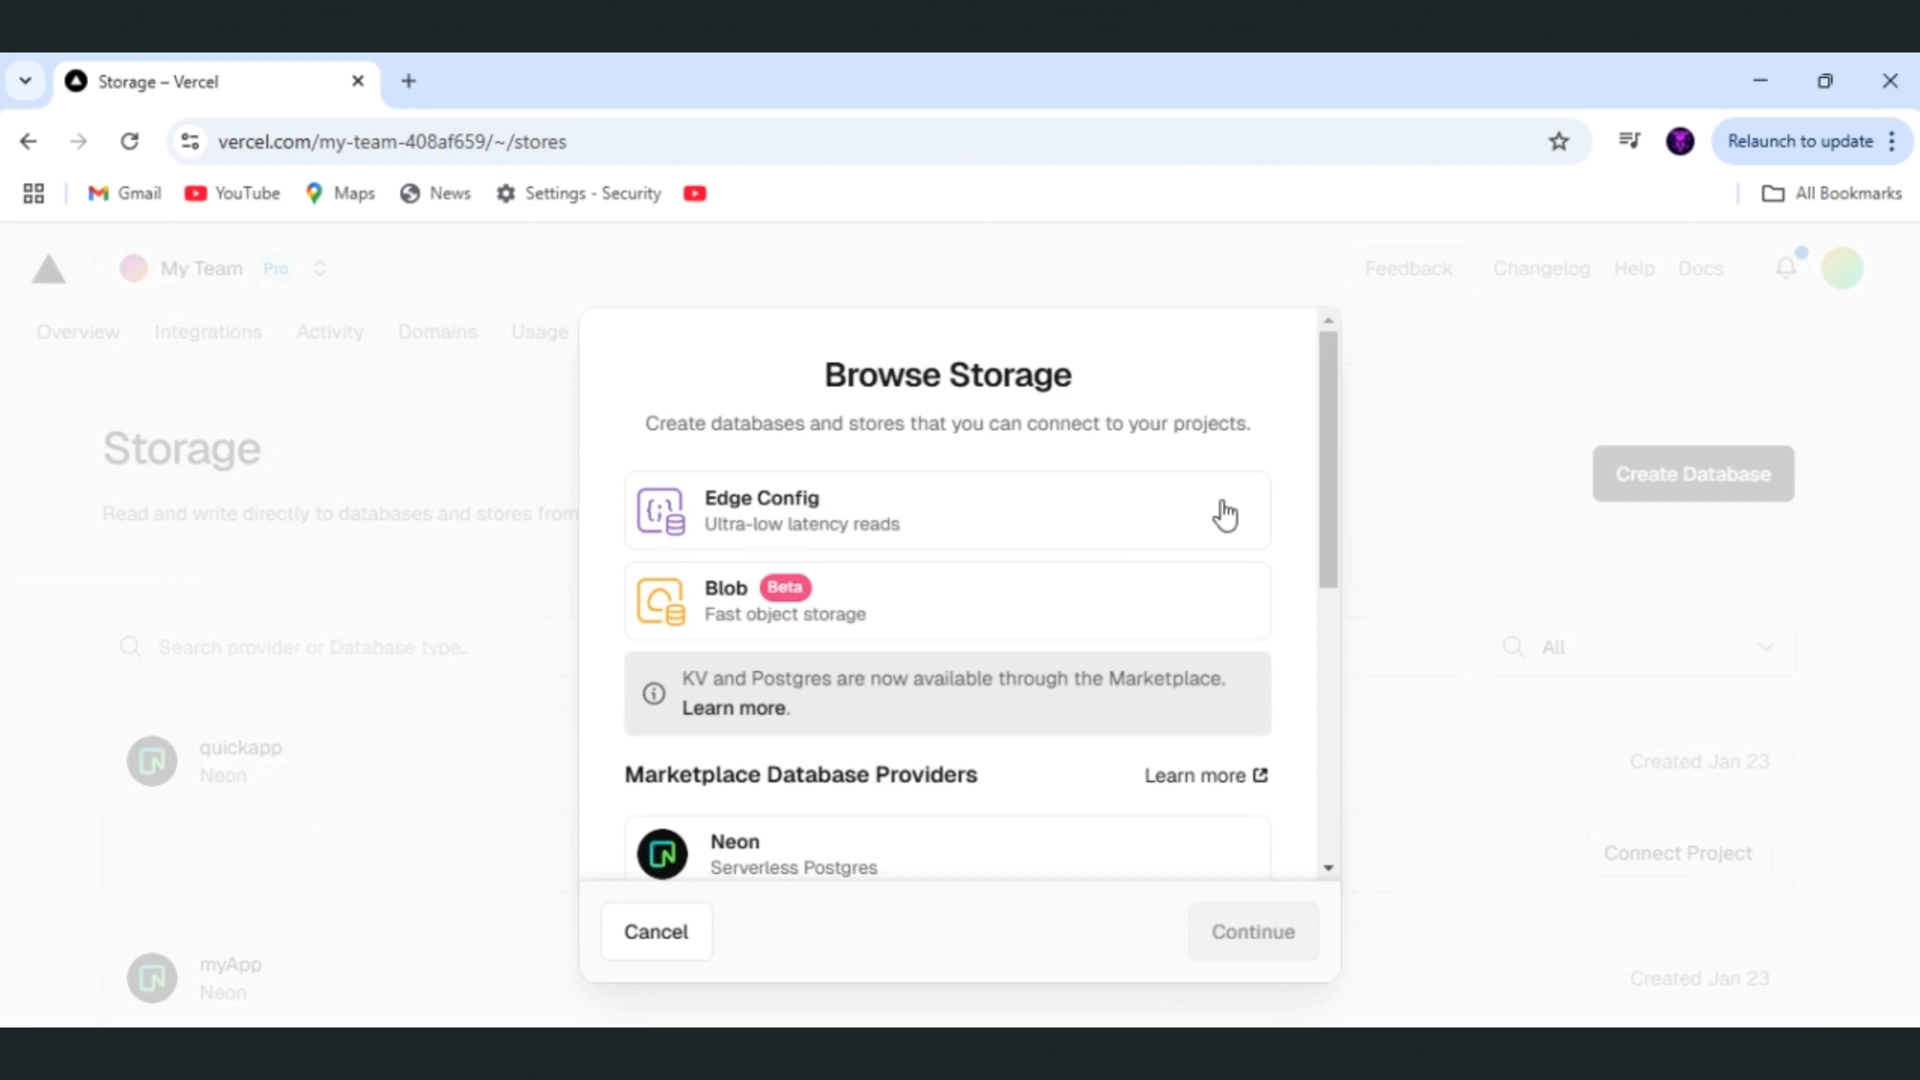 Storage – Vercel
vercel.com/my-team-408af659/~/stores
Relaunch to update
Gmail YouTube Maps News Settings - Security All Bookmarks
My Team Pro Feedback Changelog Help Docs
Overview Integrations Activity Domains Usage
Browse Storage
Create databases and stores that you can connect to your projects.
Storage
Read and write directly to databases and stores from
Create Database
Edge Config
Ultra-low latency reads
Blob Beta
Fast object storage
Search provider or Database type..
All
KV and Postgres are now available through the Marketplace.
Learn more.
Marketplace Database Providers Learn more
quickapp
Neon
Created Jan 23
Neon
Serverless Postgres
Connect Project
Cancel Continue
myApp
Neon
Created Jan 23